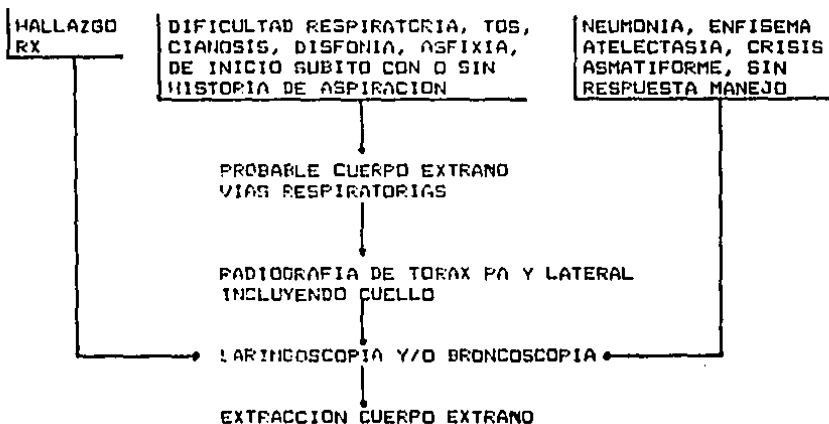 HALLAZGO
RX
DIFICULTAD RESPIRATORIA, TOS,
CIANOSIS, DISFONIA, ASFIXIA,
DE INICIO SUBITO CON O SIN
HISTORIA DE ASPIRACION
NEUMONIA, ENFISEMA
ATELECTASIA, CRISIS
ASMATIFORME, SIN
RESPUESTA MANEJO
PROBABLE CUERPO EXTRANO
VIAS RESPIRATORIAS
RADIOGRAFIA DE TORAX PA Y LATERAL
INCLUYENDO CUELLO
LARINGOSCOPIA Y/O BRONCOSCOPIA
EXTRACCION CUERPO EXTRANO